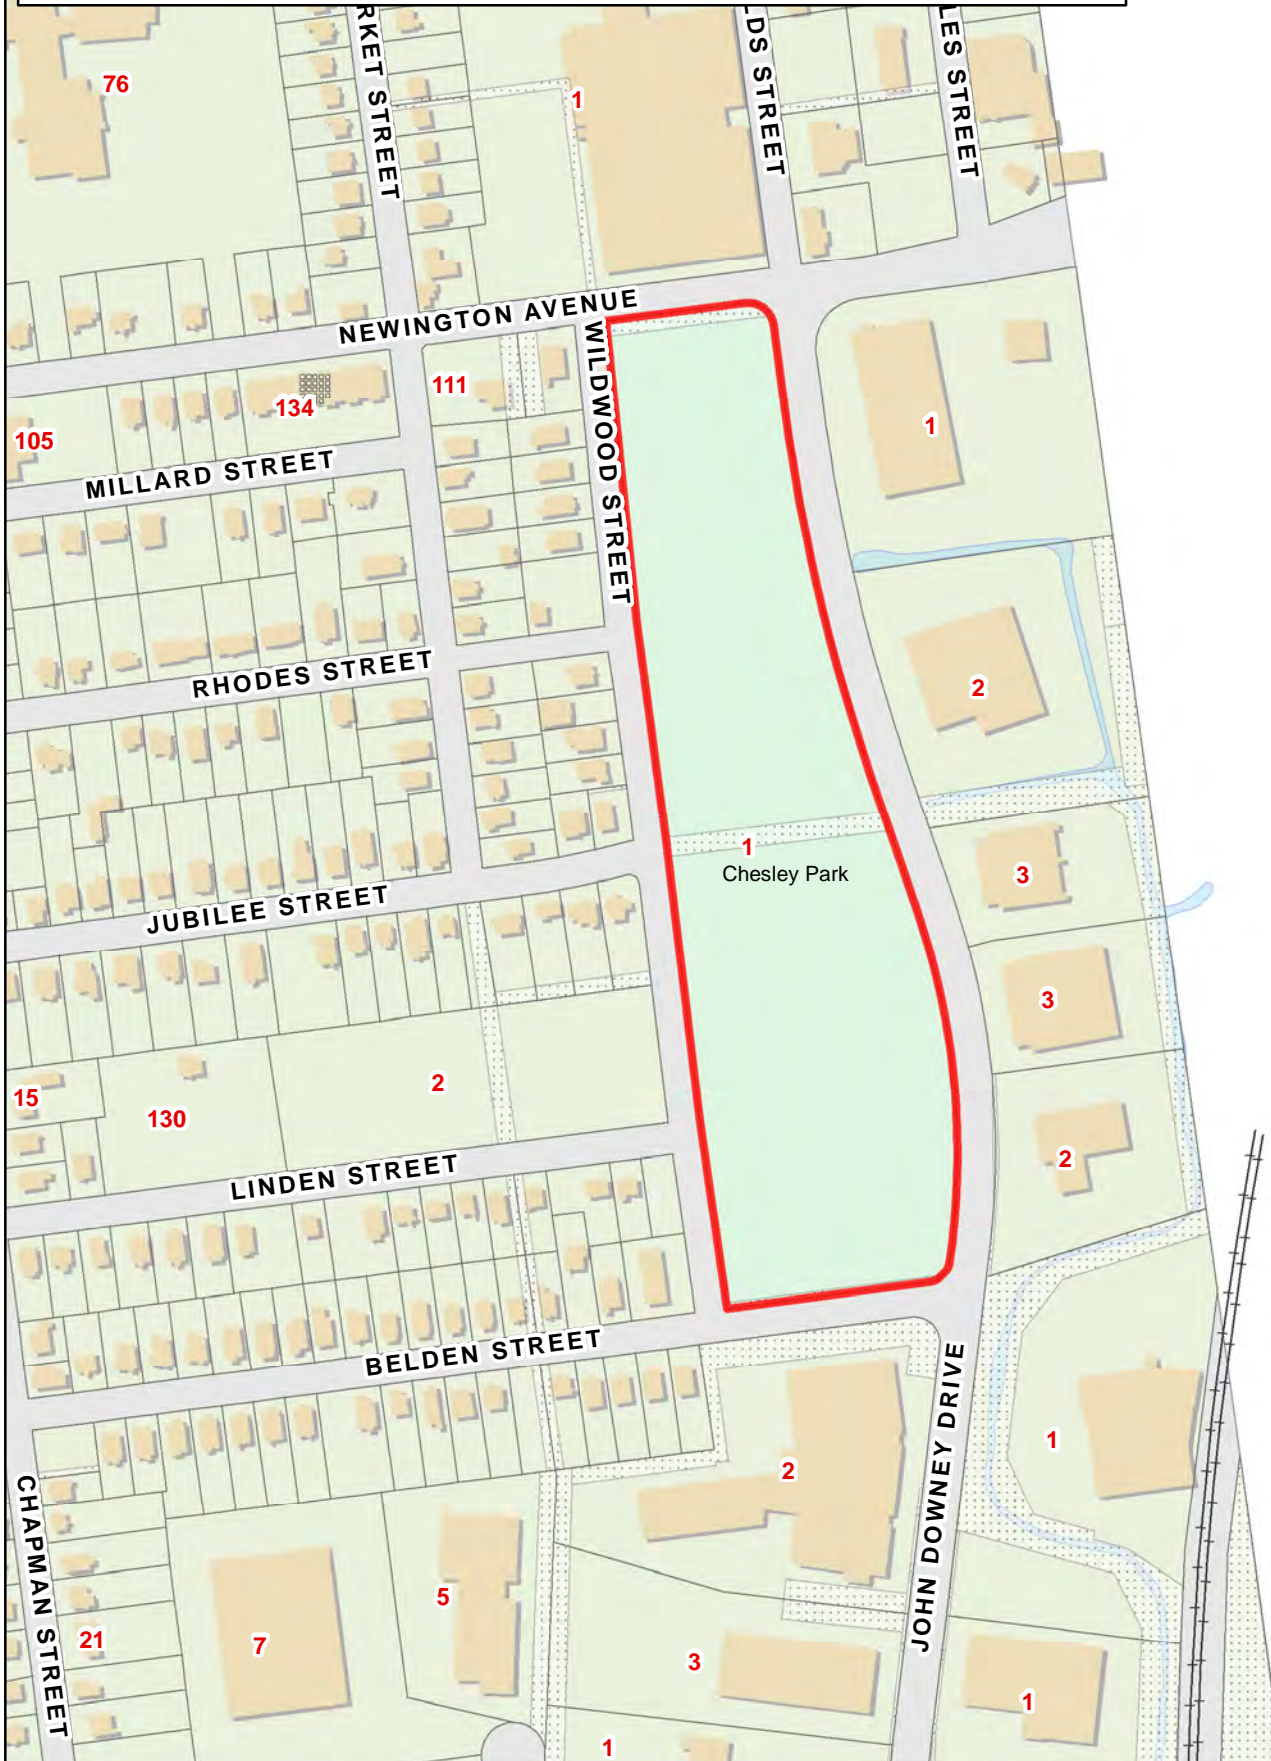 RKET STREET
LDS STREET
LES STREET
76
1
NEWINGTON AVENUE
WILDWOOD STREET
111
134
105
1
MILLARD STREET
RHODES STREET
2
1
Chesley Park
3
JUBILEE STREET
3
2
15
130
2
LINDEN STREET
BELDEN STREET
JOHN DOWNEY DRIVE
1
2
CHAPMAN STREET
5
21
7
3
1
1